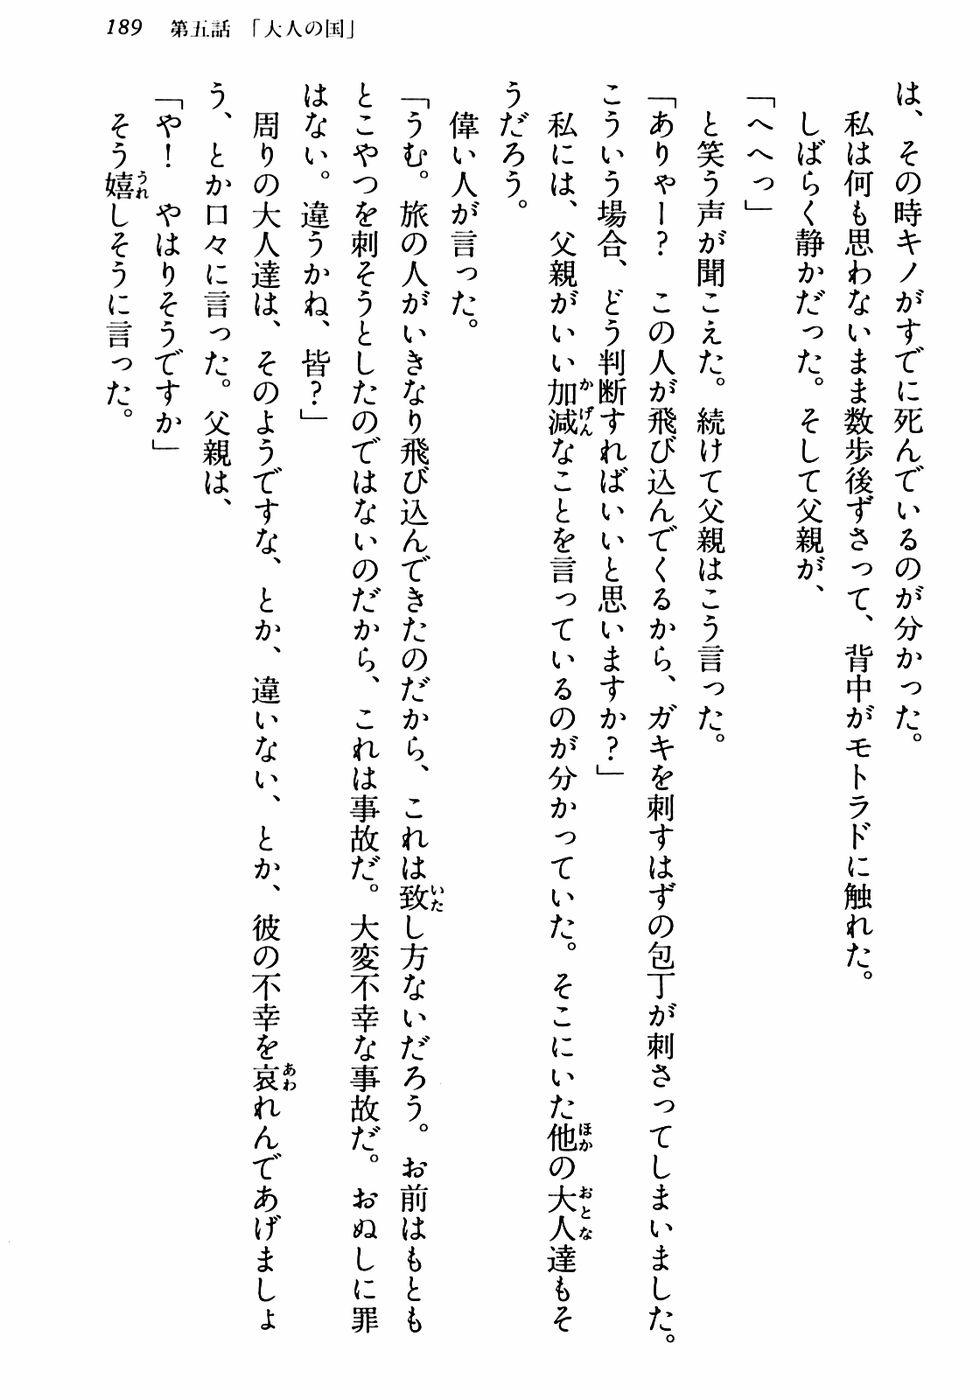 189 第五話 「大人の国」
は、その時キノがすでに死んでいるのが分かった。
私は何も思わないまま数歩後ずさって、背中がモトラドに触れた。
しばらく静かだった。そして父親が、
「へへっ」
と笑う声が聞こえた。続けて父親はこう言った。
「ありゃー？　この人が飛び込んでくるから、ガキを刺すはずの包丁が刺さってしまいました。
こういう場合、どう判断すればいいと思いますか？」
私には、父親がいい加減なことを言っているのが分かっていた。そこにいた他の大人達もそ
うだろう。
偉い人が言った。
「うむ。旅の人がいきなり飛び込んできたのだから、これは致し方ないだろう。お前はもとも
とこやつを刺そうとしたのではないのだから、これは事故だ。大変不幸な事故だ。おぬしに罪
はない。違うかね、皆？」
周りの大人達は、そのようですな、とか、違いない、とか、彼の不幸を哀れんであげましょ
う、とか口々に言った。父親は、
「や！　やはりそうですか」
そう嬉しそうに言った。